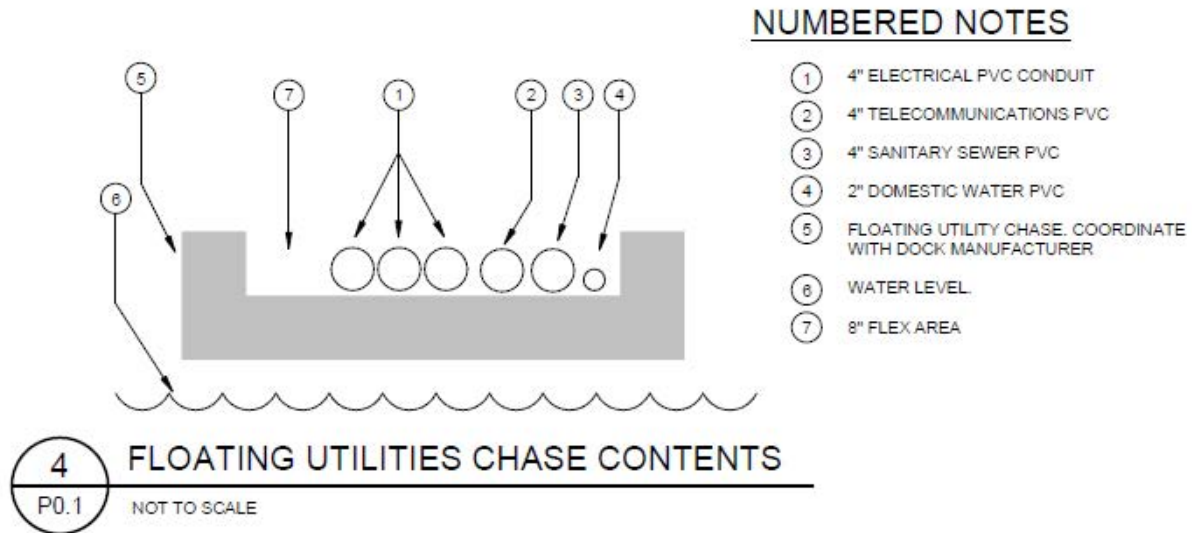 NUMBERED NOTES
1 4" ELECTRICAL PVC CONDUIT
2 4" TELECOMMUNICATIONS PVC
3 4" SANITARY SEWER PVC
4 2" DOMESTIC WATER PVC
5 FLOATING UTILITY CHASE. COORDINATE
WITH DOCK MANUFACTURER
6 WATER LEVEL.
7 8" FLEX AREA
5 7 1 2 3 4
6
4 FLOATING UTILITIES CHASE CONTENTS
P0.1 NOT TO SCALE